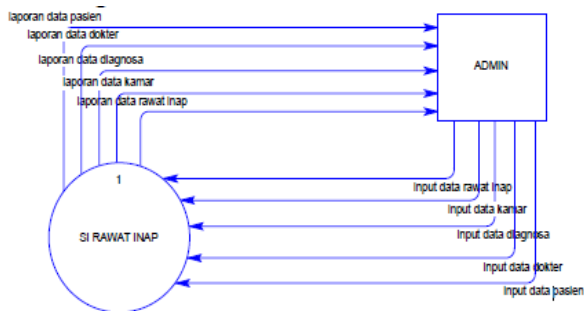 laporan data pasien
laporan data dokter
laporan data diagnosa
laporan data kamar
laporan data rawat inap
ADMIN
1
SI RAWAT INAP
Input data rawat inap
Input data kamar
Input data diagnosa
Input data dokter
Input data pasien